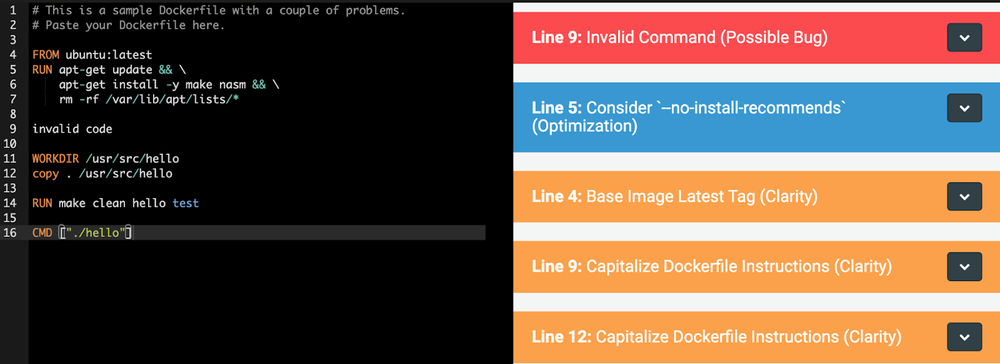 1 # This is a sample Dockerfile with a couple of problems.
2 # Paste your Dockerfile here.
3
4 FROM ubuntu:latest
5 RUN apt-get update && \
6 apt-get install -y make nasm && \
7 rm -rf /var/lib/apt/lists/*
8
9 invalid code
10
11 WORKDIR /usr/src/hello
12 copy . /usr/src/hello
13
14 RUN make clean hello test
15
16 CMD ["./hello"]
Line 9: Invalid Command (Possible Bug)
Line 5: Consider `--no-install-recommends`
(Optimization)
Line 4: Base Image Latest Tag (Clarity)
Line 9: Capitalize Dockerfile Instructions (Clarity)
Line 12: Capitalize Dockerfile Instructions (Clarity)